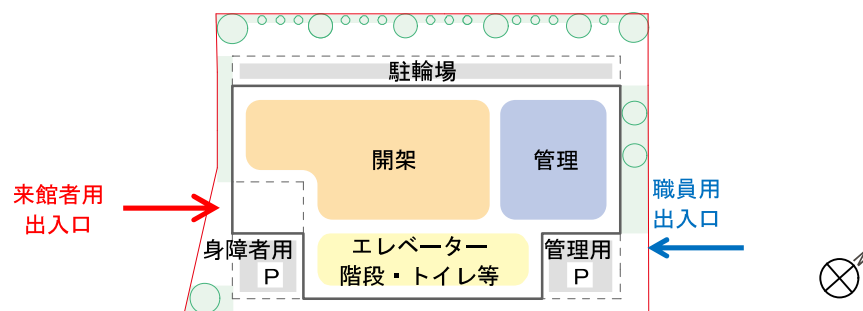 駐輪場
開架
管理
来館者用
出入口
職員用
出入口
身障者用
P
エレベーター
階段・トイレ等
管理用
P